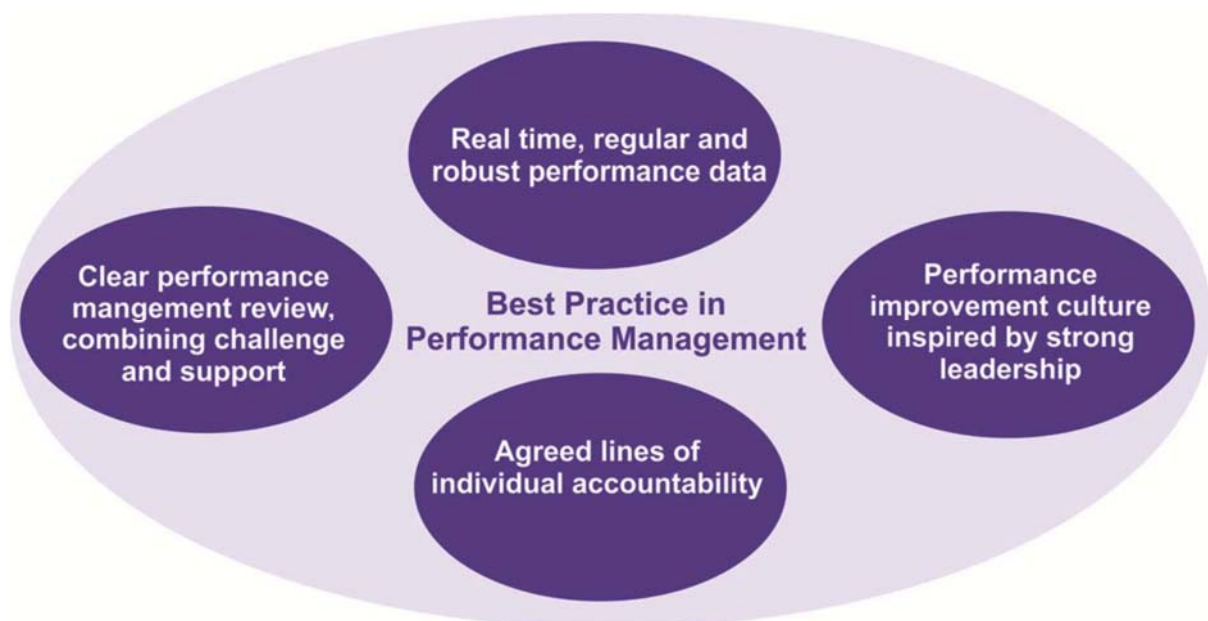 Real time, regular and
robust performance data
Clear performance
mangement review,
combining challenge
and support
Best Practice in
Performance Management
Performance
improvement culture
inspired by strong
leadership
Agreed lines of
individual accountability